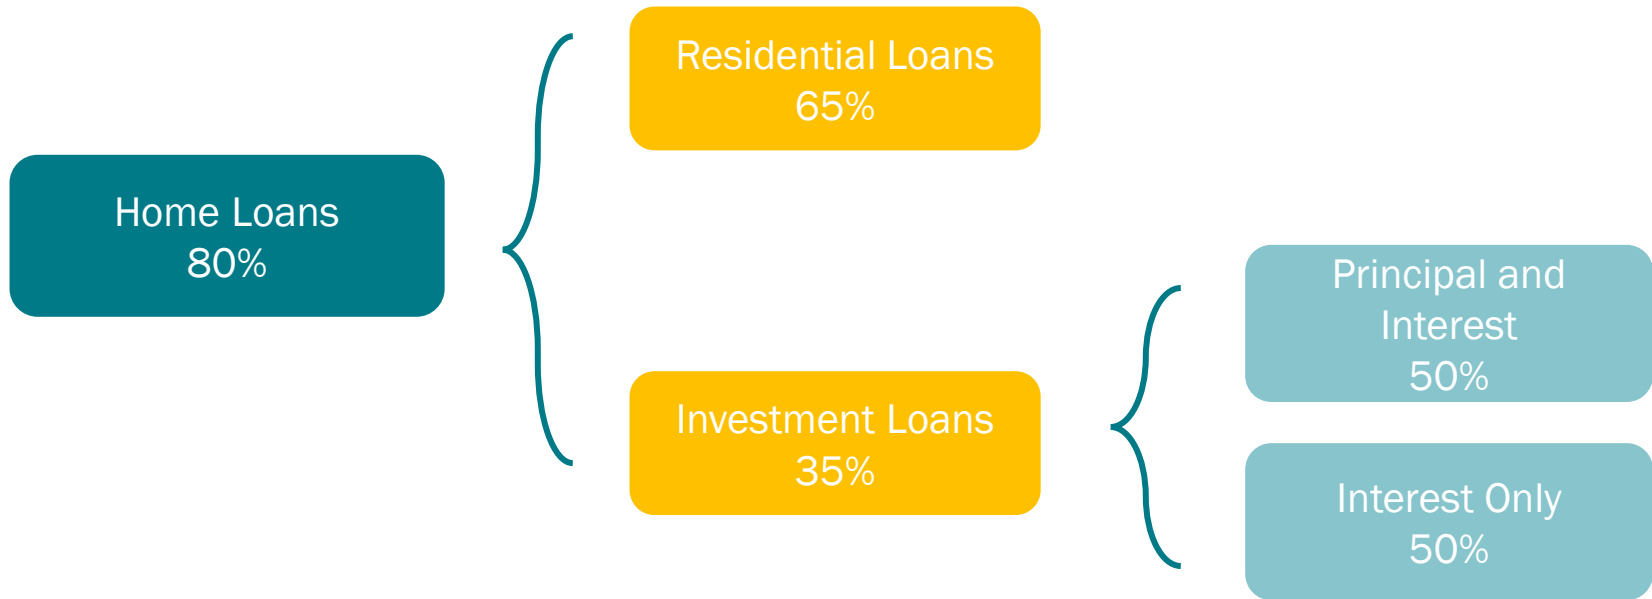 Home Loans
80%
Residential Loans
65%
Investment Loans
35%
Principal and
Interest
50%
Interest Only
50%